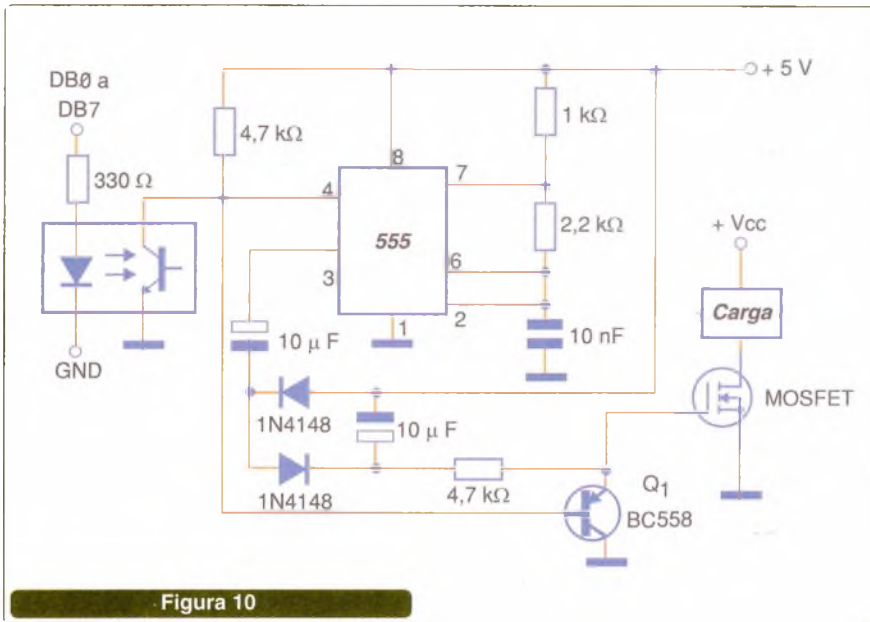 DBØ a
DB7
330 Ω
GND
4,7 kΩ
+ 5 V
1 kΩ
8
7
4
555
2,2 kΩ
6
3
2
1
10 nF
10 µ F
1N4148
10 µ F
1N4148
4,7 kΩ
Q1
BC558
+ Vcc
Carga
MOSFET
Figura 10